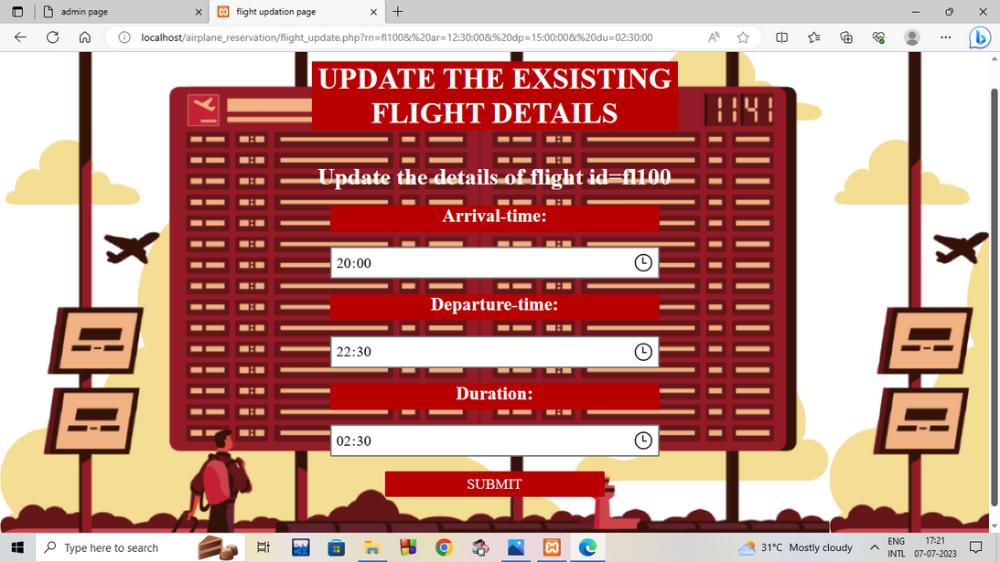 admin page
flight updation page
localhost/airplane_reservation/flight_update.php?rn=fl100&%20ar=12:30:00&%20dp=15:00:00&%20du=02:30:00
UPDATE THE EXSISTING
FLIGHT DETAILS
11 41
Update the details of flight id=fl100
Arrival-time:
20:00
Departure-time:
22:30
Duration:
02:30
SUBMIT
Type here to search
DEV
31°C Mostly cloudy
ENG
INTL
17:21
07-07-2023